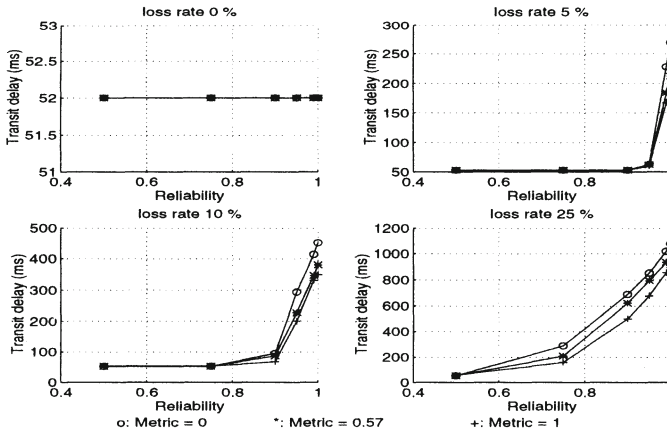 loss rate 0 %
53
52.5
52
51.5
51
Transit delay (ms)
0.4 0.6 0.8 1
Reliability
loss rate 5 %
300
250
200
150
100
50
Transit delay (ms)
0.4 0.6 0.8
Reliability
loss rate 10 %
500
400
300
200
100
0
Transit delay (ms)
0.4 0.6 0.8 1
Reliability
loss rate 25 %
1200
1000
800
600
400
200
0
Transit delay (ms)
0.4 0.6 0.8
Reliability
o: Metric = 0 *: Metric = 0.57 +: Metric = 1